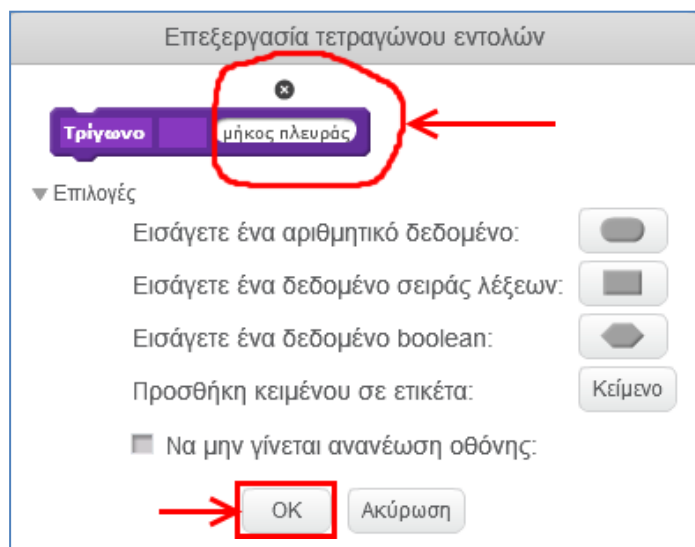 Επεξεργασία τετραγώνου εντολών
Τρίγωνο μήκος πλευράς
Επιλογές
Εισάγετε ένα αριθμητικό δεδομένο:
Εισάγετε ένα δεδομένο σειράς λέξεων:
Εισάγετε ένα δεδομένο boolean:
Προσθήκη κειμένου σε ετικέτα: Κείμενο
Να μην γίνεται ανανέωση οθόνης:
OK Ακύρωση